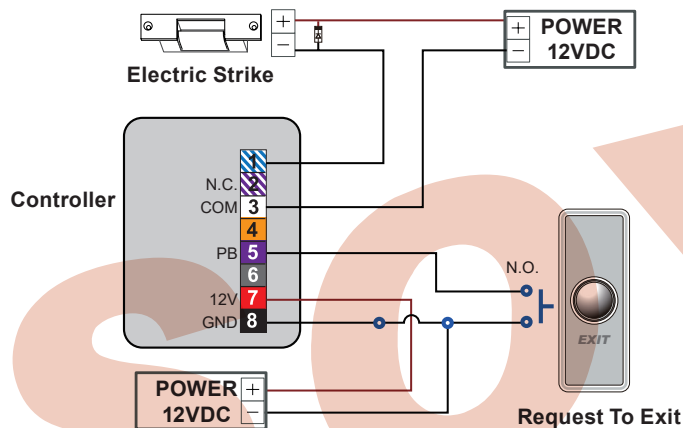 +
−
Electric Strike
+ POWER
− 12VDC
Controller
1
N.C. 2
COM 3
4
PB 5
6
12V 7
GND 8
N.O.
EXIT
POWER +
12VDC −
Request To Exit